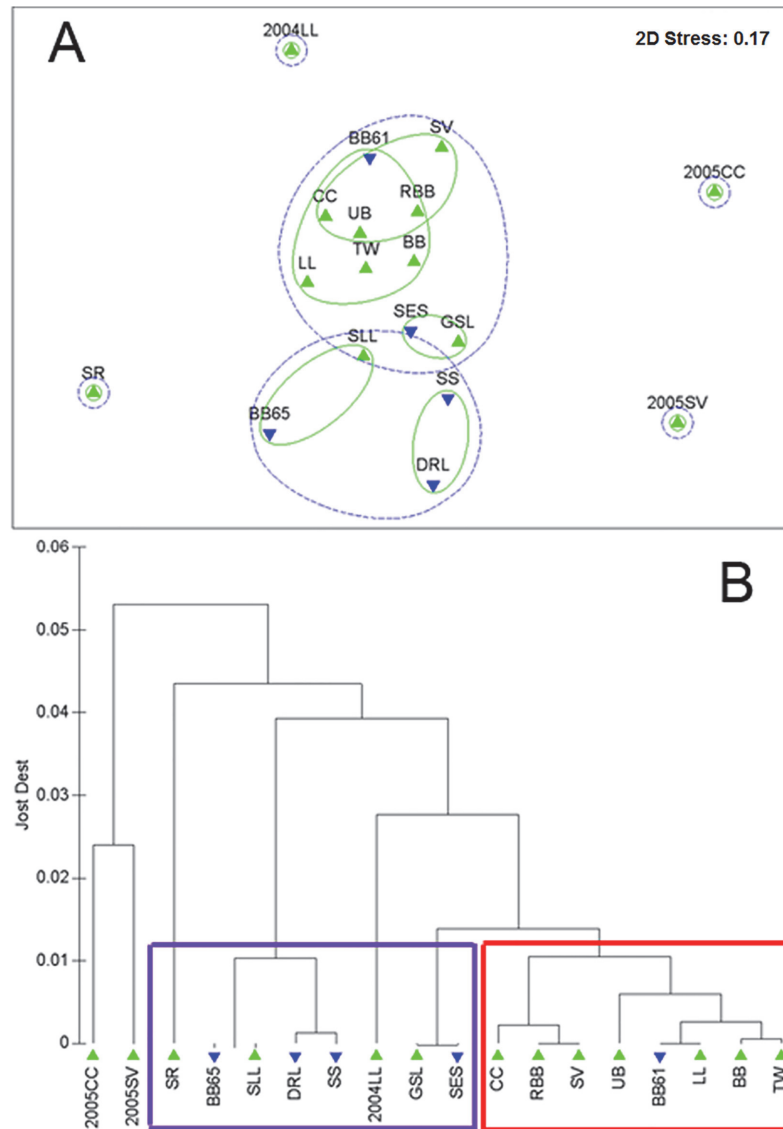 A
2D Stress: 0.17
2004LL
BB61
SV
2005CC
CC
RBB
UB
TW
BB
LL
SES
GSL
SLL
SR
SS
BB65
2005SV
DRL
B
Jost Dest
0.06
0.05
0.04
0.03
0.02
0.01
0
2005CC
2005SV
SR
BB65
SLL
DRL
SS
2004LL
GSL
SES
CC
RBB
SV
UB
BB61
LL
BB
TW